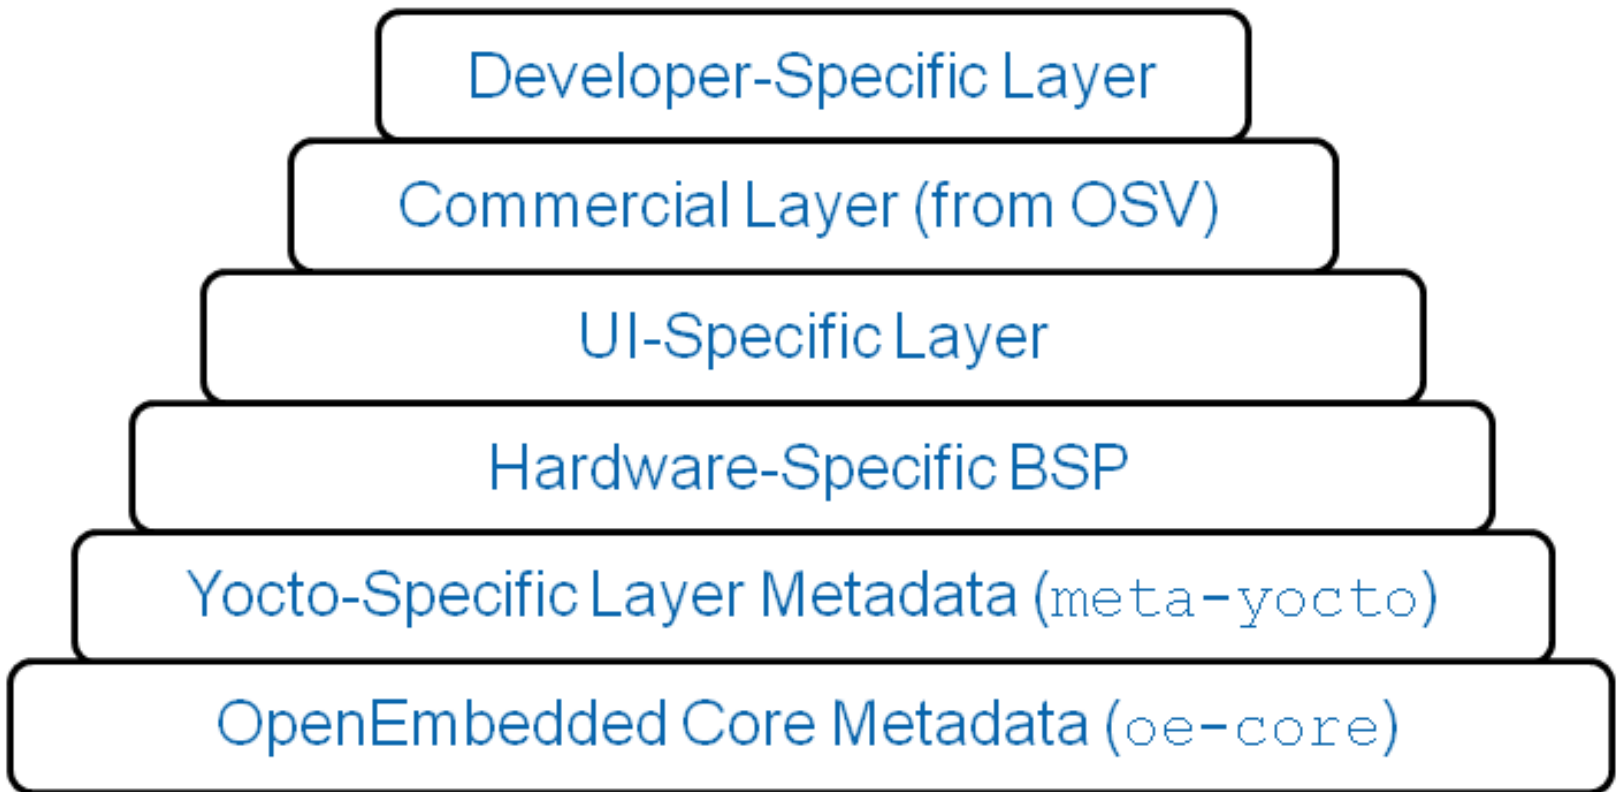 Developer-Specific Layer
Commercial Layer (from OSV)
UI-Specific Layer
Hardware-Specific BSP
Yocto-Specific Layer Metadata (meta-yocto)
OpenEmbedded Core Metadata (oe-core)